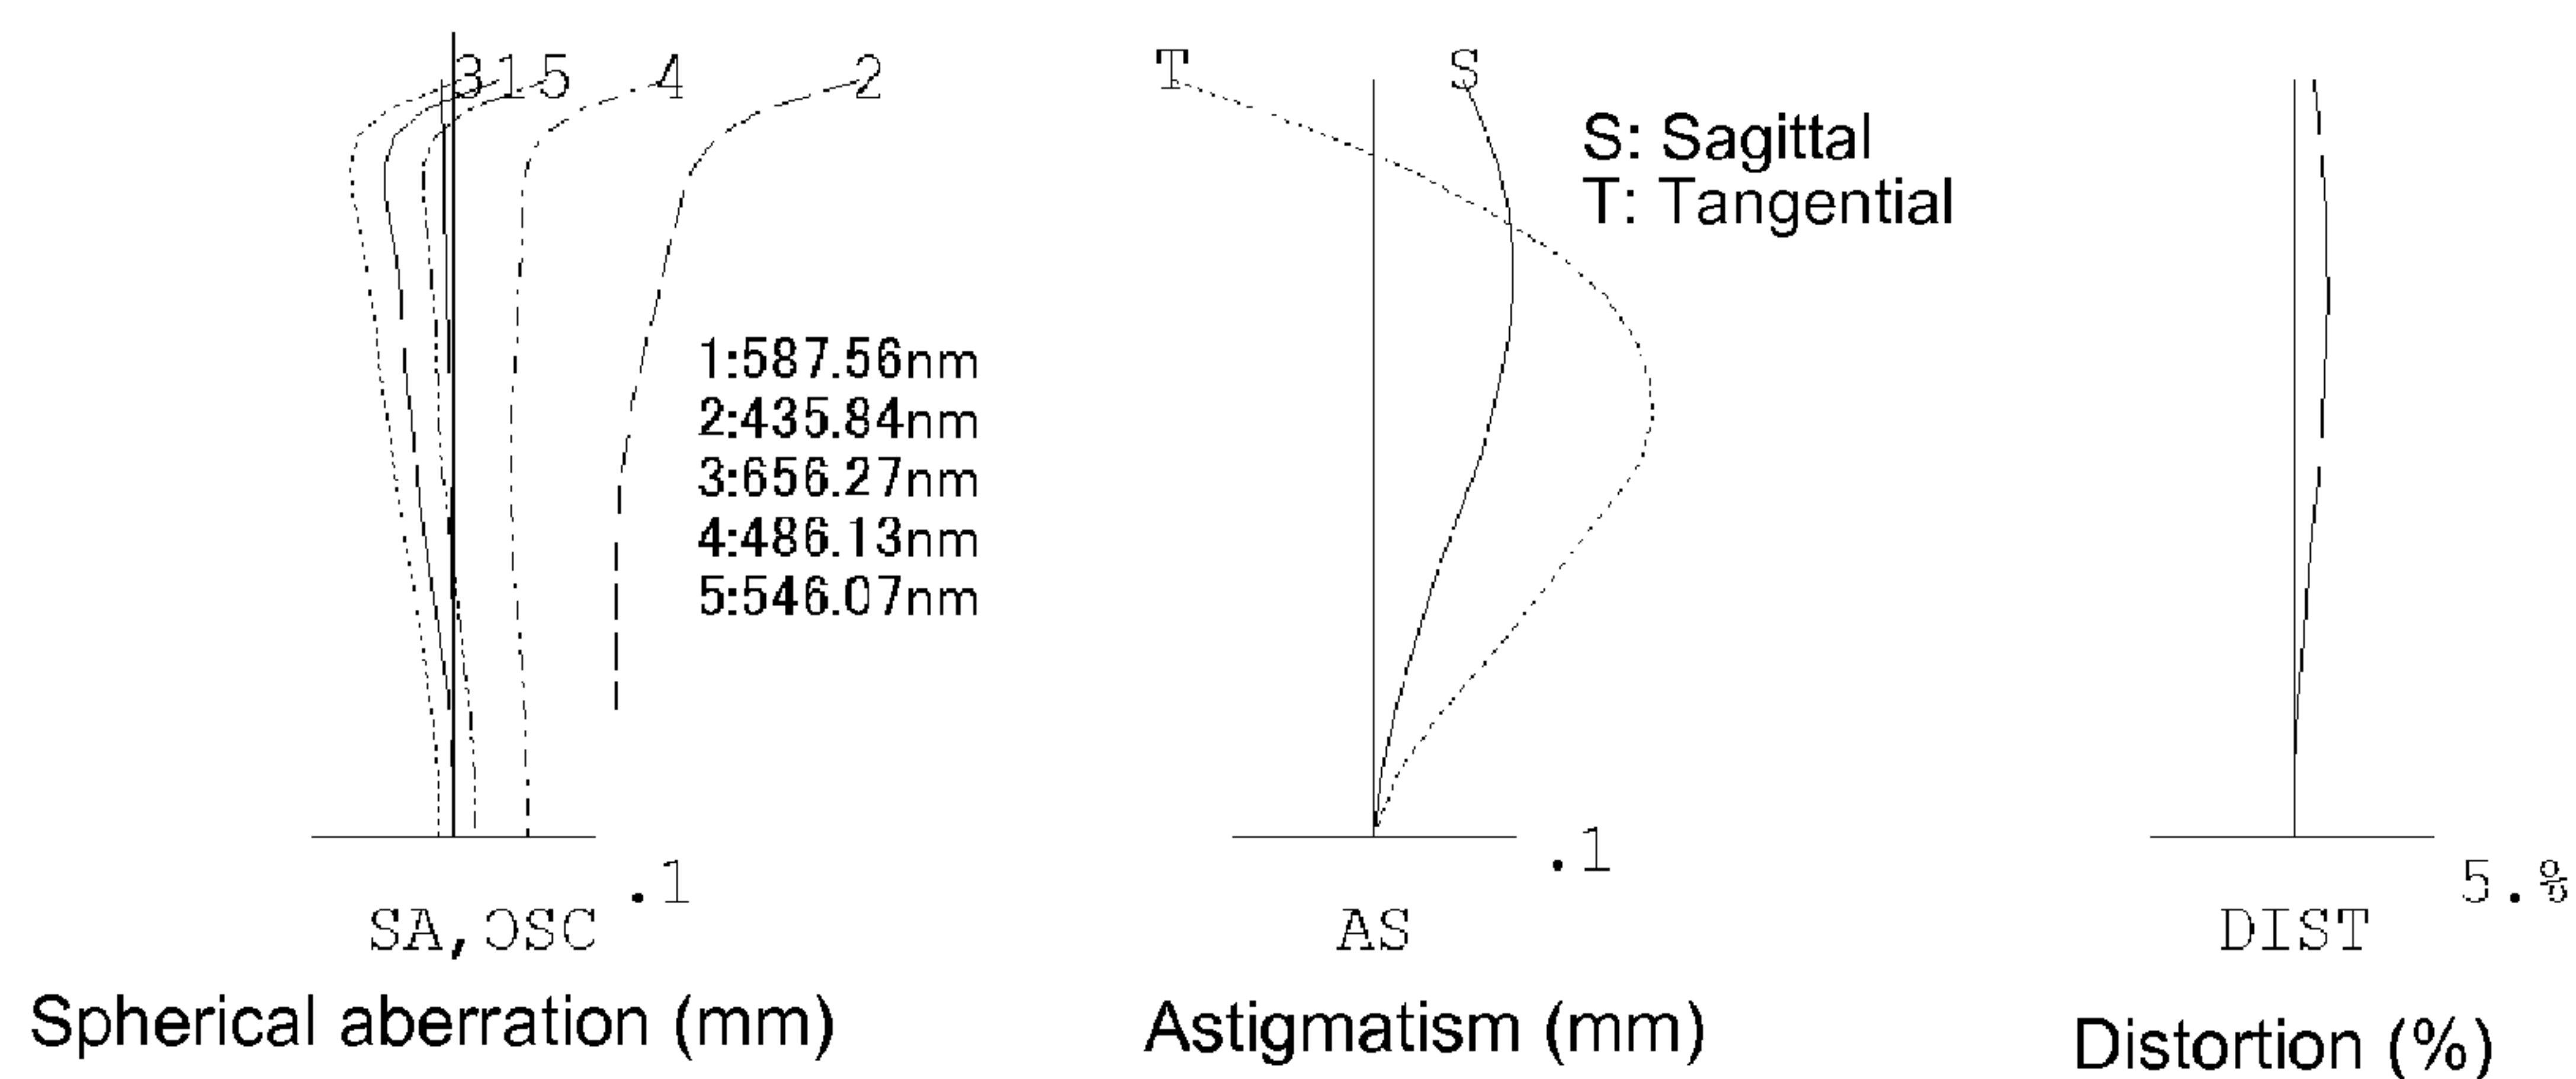 3 1 5 4 2
1:587.56nm
2:435.84nm
3:656.27nm
4:486.13nm
5:546.07nm
.1
SA,OSC
Spherical aberration (mm)
T S
S: Sagittal
T: Tangential
.1
AS
Astigmatism (mm)
5.%
DIST
Distortion (%)